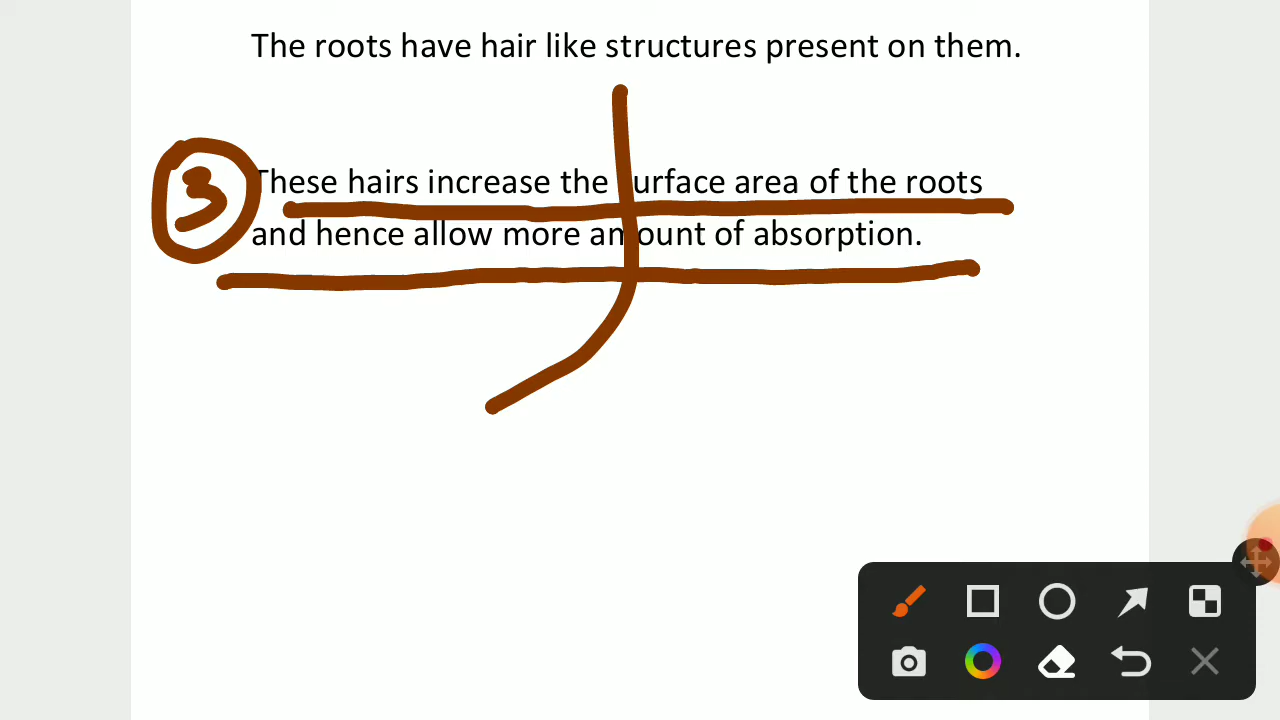 The roots have hair like structures present on them.
3
These hairs increase the surface area of the roots
and hence allow more amount of absorption.